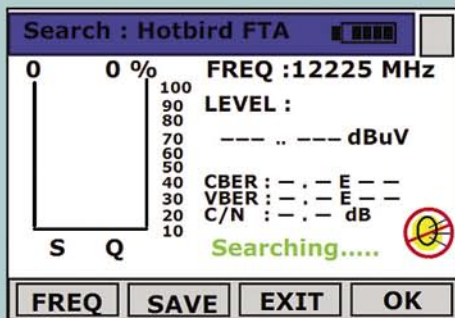 Search : Hotbird FTA
0 0 % FREQ :12225 MHz
100
90 LEVEL :
80
70 — — — .. — — — dBuV
60
50
40 CBER : — . — E — —
30 VBER : — . — E — —
20 C/N : — . — dB
10
S Q Searching.....
FREQ SAVE EXIT OK